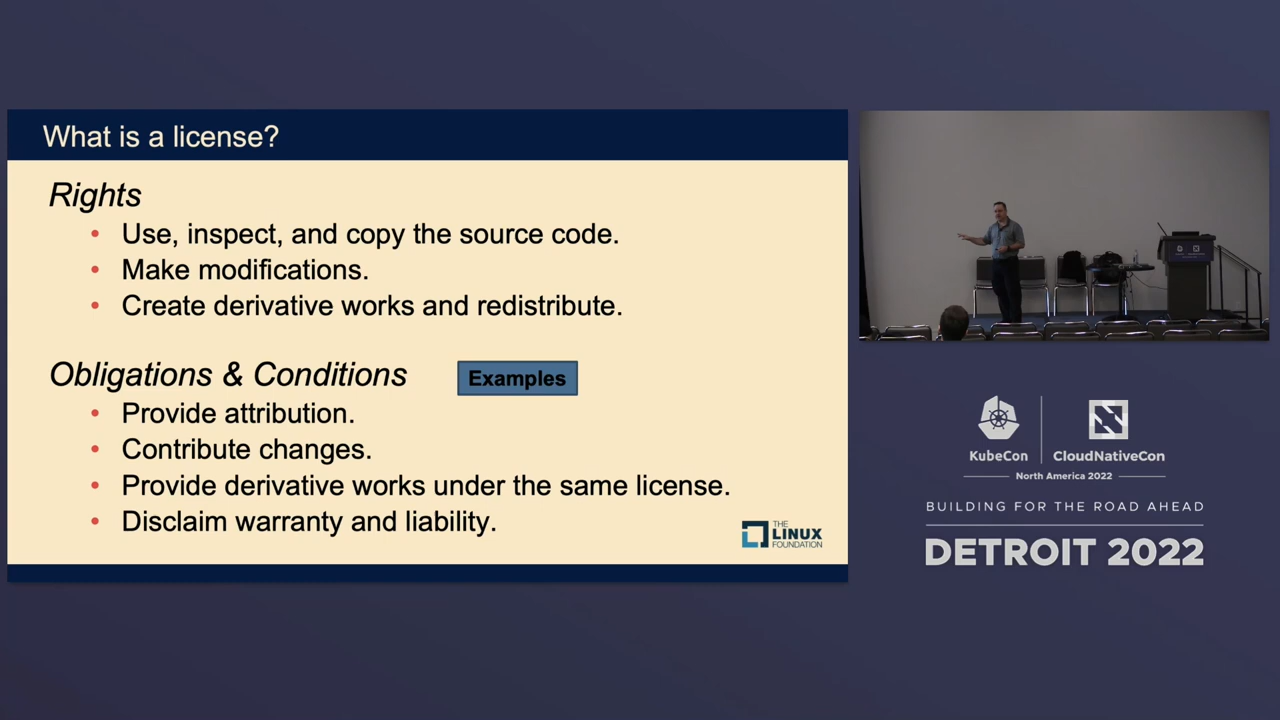 What is a license?
Rights
• Use, inspect, and copy the source code.
• Make modifications.
• Create derivative works and redistribute.
Obligations & Conditions
Examples
• Provide attribution.
• Contribute changes.
• Provide derivative works under the same license.
• Disclaim warranty and liability.
THE
LINUX
FOUNDATION
KubeCon
CloudNativeCon
North America 2022
BUILDING FOR THE ROAD AHEAD
DETROIT 2022